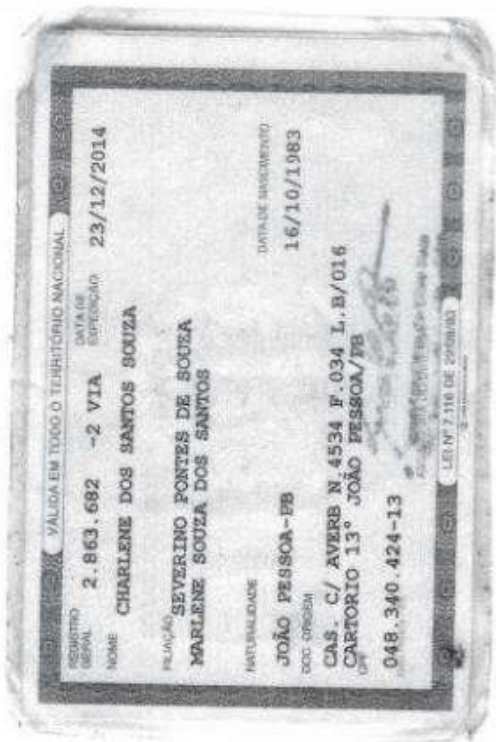 VÁLIDA EM TODO O TERRITÓRIO NACIONAL
REGISTRO GERAL 2.863.682 -2 VIA DATA DE EXPEDIÇÃO 23/12/2014
NOME CHARLENE DOS SANTOS SOUZA
FILIAÇÃO SEVERINO PONTES DE SOUZA
MARLENE SOUZA DOS SANTOS
NATURALIDADE DATA DE NASCIMENTO
JOÃO PESSOA-PB 16/10/1983
DOC ORIGEM
CAS. C/ AVERB N.4534 F.034 L.B/016
CARTORIO 13° JOÃO PESSOA/PB
CPF
048.340.424-13
LEI Nº 7.116 DE 29/08/83